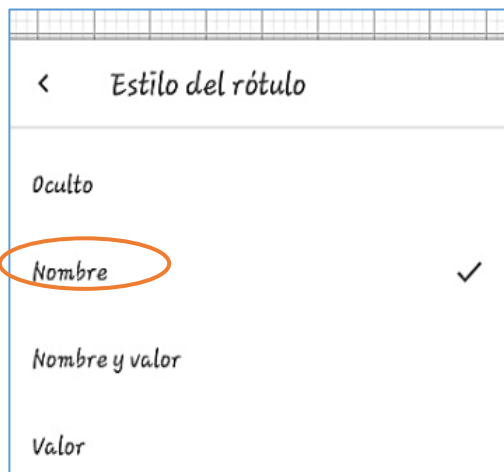 Estilo del rótulo
Oculto
Nombre
Nombre y valor
Valor